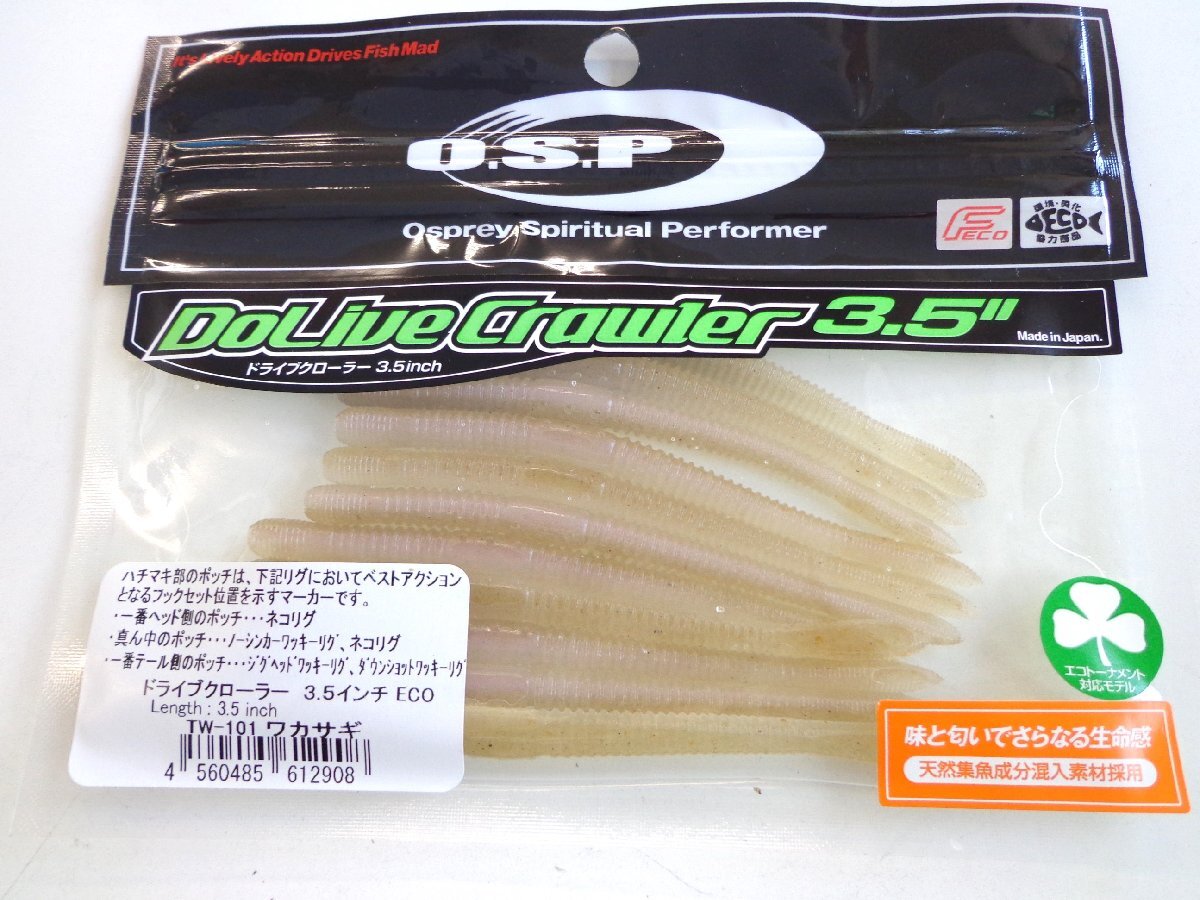 It's Lively Action Drives Fish Mad
O.S.P
Osprey Spiritual Performer
FECO
環境・美化
ECO
協力商品
DoLive Crawler 3.5"
ドライブクローラー 3.5inch
Made in Japan.
ハチマキ部のポッチは、下記リグにおいてベストアクション
となるフックセット位置を示すマーカーです。
・一番ヘッド側のポッチ・・・ネコリグ
・真ん中のポッチ・・・ノーシンカーワッキーリグ、ネコリグ
・一番テール側のポッチ・・・ジグヘッドワッキーリグ、ダウンショットワッキーリグ
ドライブクローラー 3.5インチ ECO
Length : 3.5 inch
TW-101 ワカサギ
4 560485 612908
エコトーナメント
対応モデル
味と匂いでさらなる生命感
天然集魚成分混入素材採用